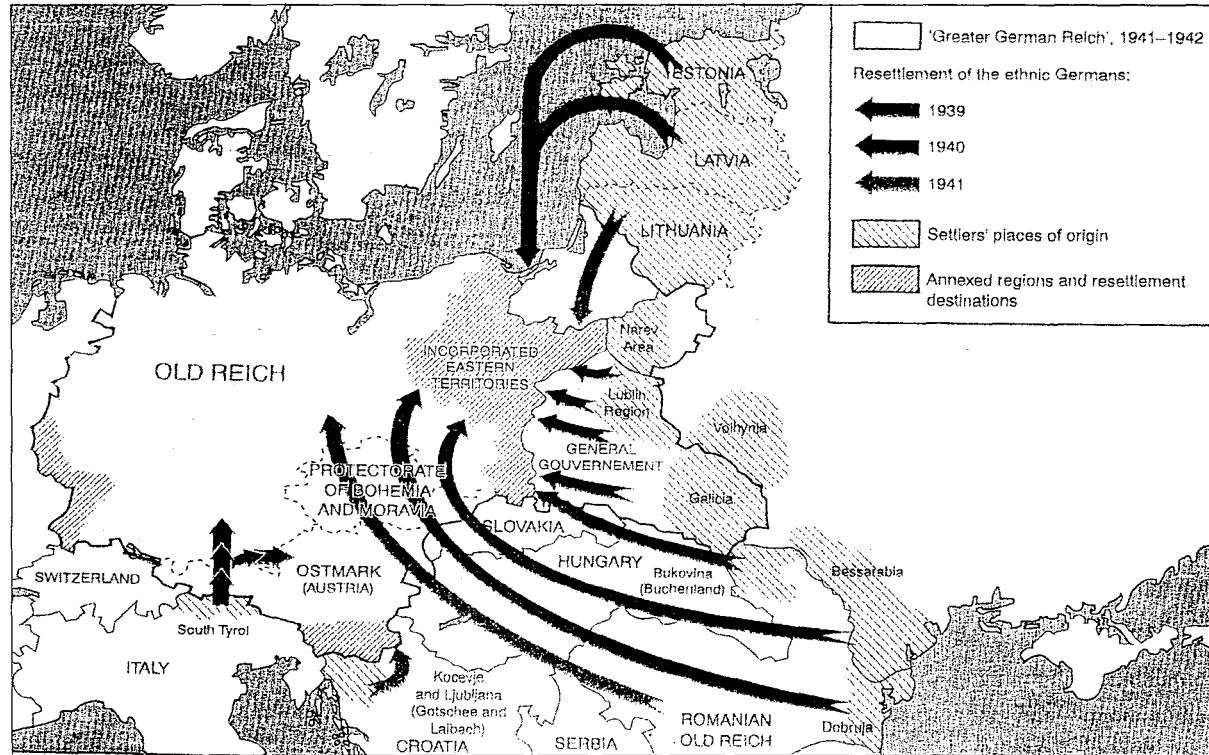 'Greater German Reich', 1941–1942
Resettlement of the ethnic Germans:
1939
1940
1941
Settlers' places of origin
Annexed regions and resettlement
destinations
ESTONIA
LATVIA
LITHUANIA
Narev
Area
INCORPORATED
EASTERN
TERRITORIES
OLD REICH
Lublin
Region
Volhynia
GENERAL
GOUVERNEMENT
PROTECTORATE
OF BOHEMIA
AND MORAVIA
Galicia
SLOVAKIA
HUNGARY
SWITZERLAND
OSTMARK
(AUSTRIA)
Bukovina
(Buchenland)
Bessarabia
South Tyrol
ITALY
Kocevje
and Ljubliana
(Gotschee and
Laibach)
CROATIA
SERBIA
ROMANIAN
OLD REICH
Dobruja